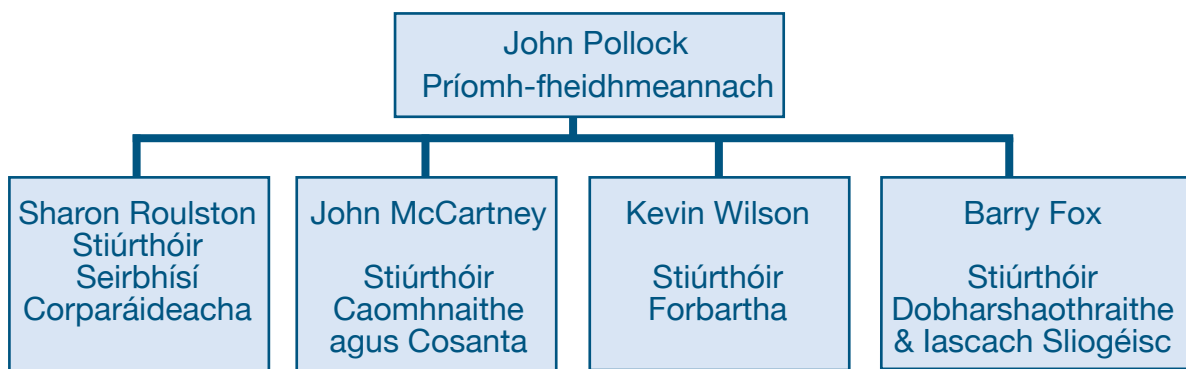 John Pollock
Príomh-fheidhmeannach
Sharon Roulston
Stiúrthóir
Seirbhísí
Corparáideacha
John McCartney
Stiúrthóir
Caomhnaithe
agus Cosanta
Kevin Wilson
Stiúrthóir
Forbartha
Barry Fox
Stiúrthóir
Dobharshaothraithe
& Iascach Sliogéisc